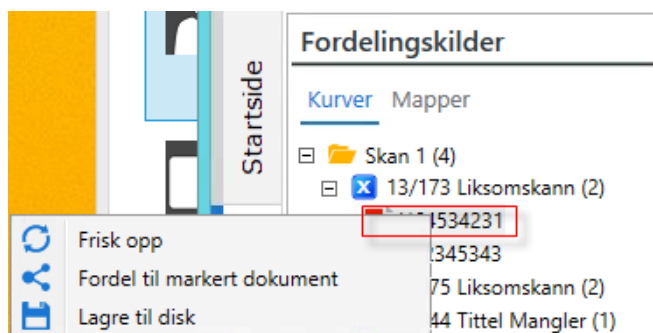 Fordelingskilder
Startside
Kurver Mapper
Skan 1 (4)
13/173 Liksomskann (2)
4534231
345343
75 Liksomskann (2)
44 Tittel Mangler (1)
Frisk opp
Fordel til markert dokument
Lagre til disk